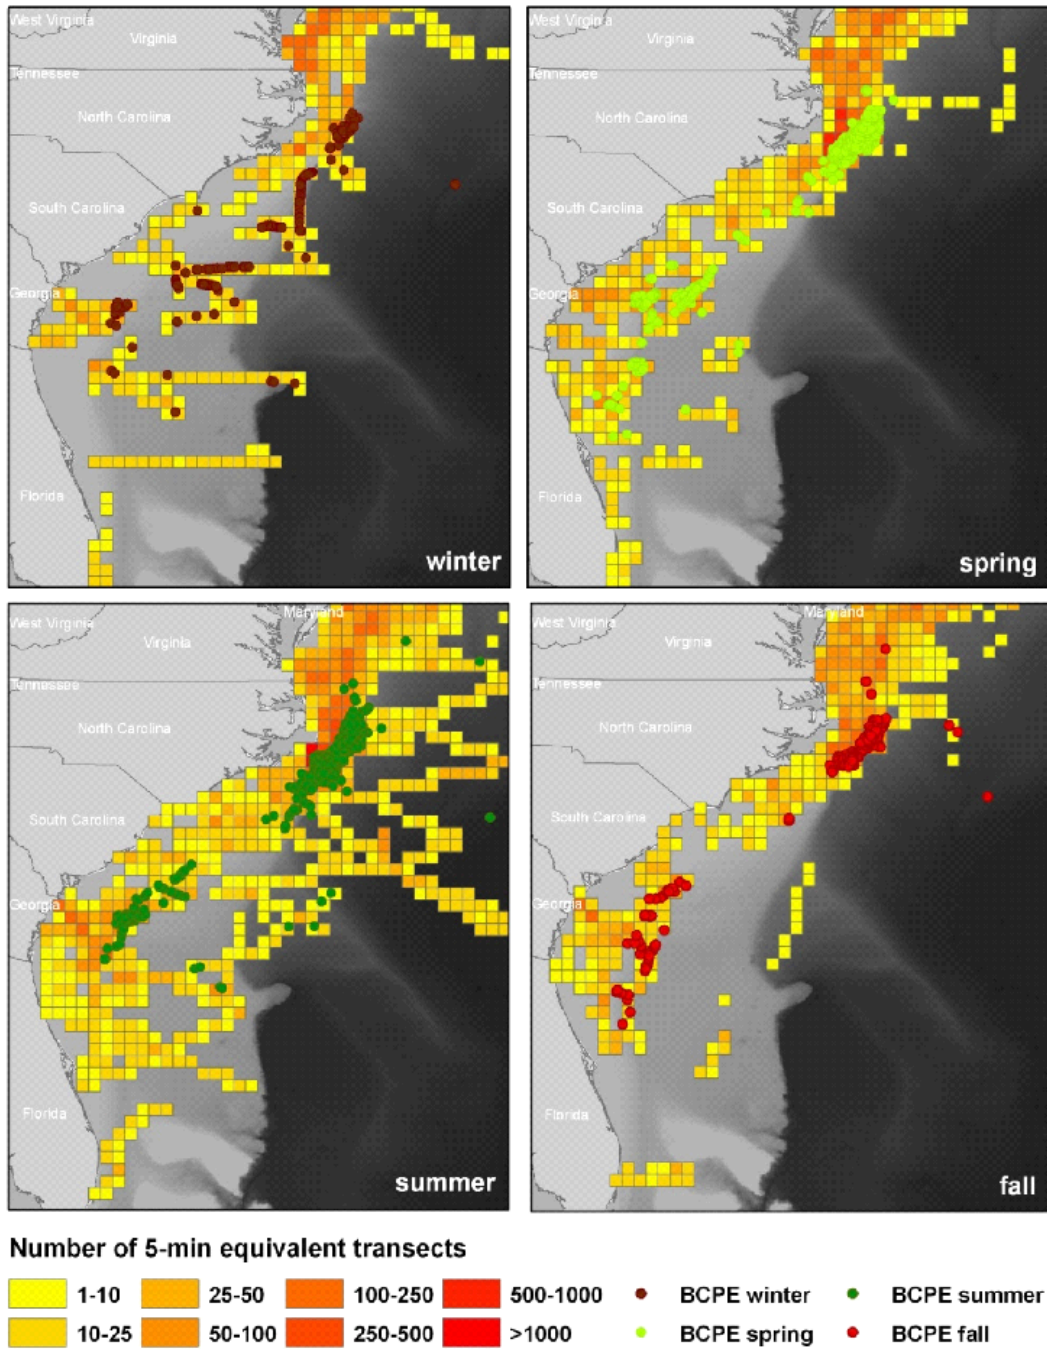 West Virginia
Virginia
Tennessee
North Carolina
South Carolina
Georgia
Florida
winter
West Virginia
Virginia
Tennessee
North Carolina
South Carolina
Georgia
Florida
spring
Maryland
West Virginia
Virginia
Tennessee
North Carolina
South Carolina
Georgia
Florida
summer
Maryland
West Virginia
Virginia
Tennessee
North Carolina
South Carolina
Georgia
Florida
fall
Number of 5-min equivalent transects
1-10 25-50 100-250 500-1000 BCPE winter BCPE summer
10-25 50-100 250-500 >1000 BCPE spring BCPE fall